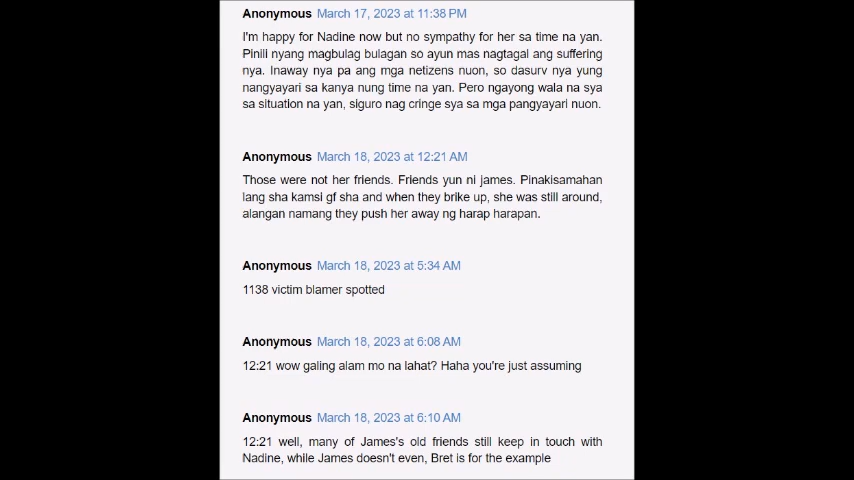 Anonymous March 17, 2023 at 11:38 PM
I'm happy for Nadine now but no sympathy for her sa time na yan.
Pinili nyang magbulag bulagan so ayun mas nagtagal ang suffering
nya. Inaway nya pa ang mga netizens nuon, so dasurv nya yung
nangyayari sa kanya nung time na yan. Pero ngayong wala na sya
sa situation na yan, siguro nag cringe sya sa mga pangyayari nuon.
Anonymous March 18, 2023 at 12:21 AM
Those were not her friends. Friends yun ni james. Pinakisamahan
lang sha kamsi gf sha and when they brike up, she was still around,
alangan namang they push her away ng harap harapan.
Anonymous March 18, 2023 at 5:34 AM
1138 victim blamer spotted
Anonymous March 18, 2023 at 6:08 AM
12:21 wow galing alam mo na lahat? Haha you're just assuming
Anonymous March 18, 2023 at 6:10 AM
12:21 well, many of James's old friends still keep in touch with
Nadine, while James doesn't even, Bret is for the example